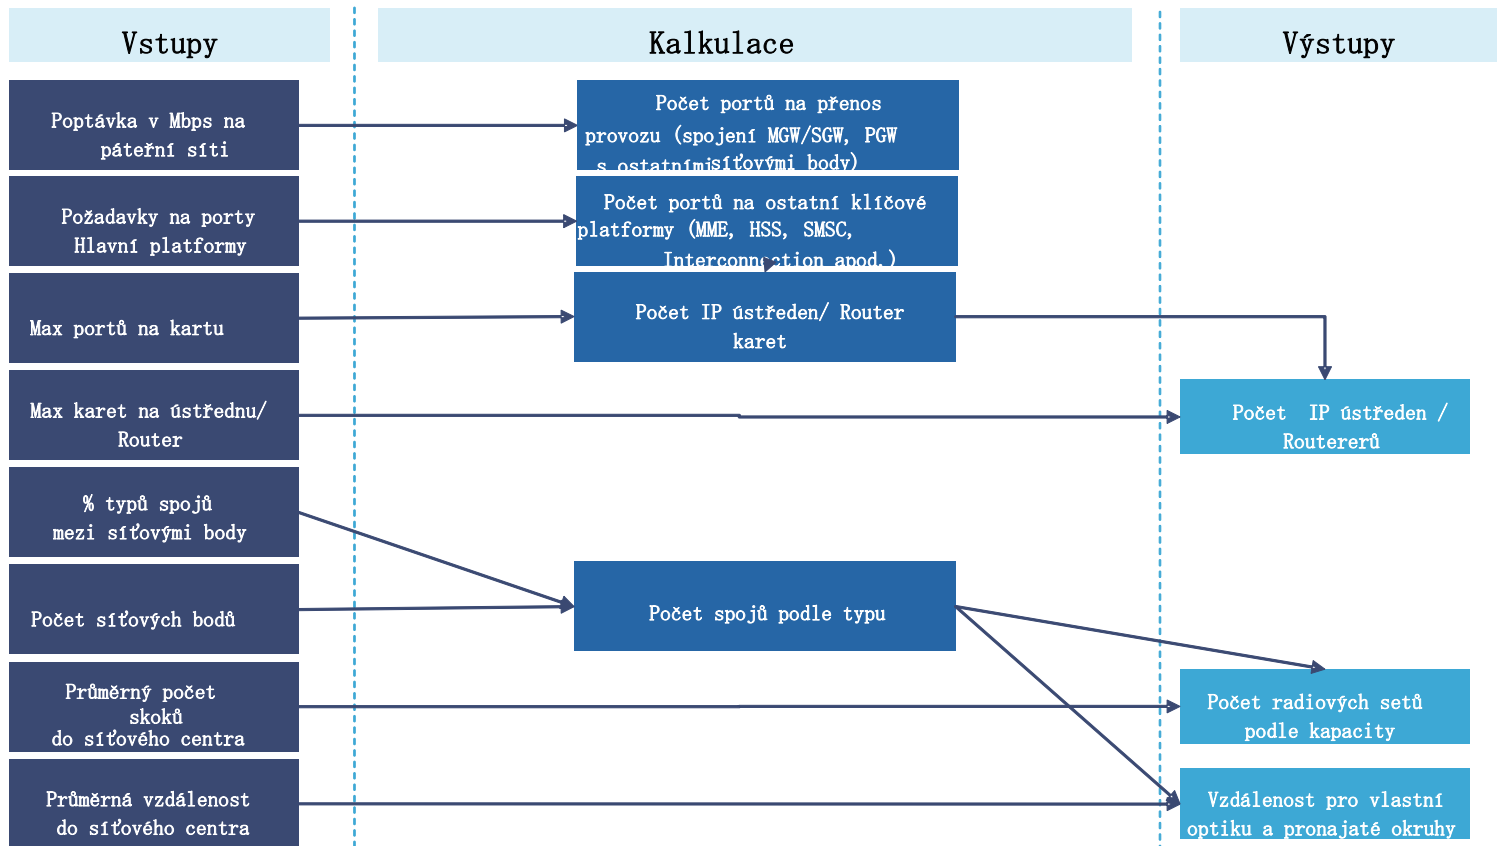 Vstupy
Kalkulace
Výstupy
Poptávka v Mbps na
páteřní síti
Počet portů na přenos
provozu (spojení MGW/SGW, PGW
s ostatními síťovými body)
Požadavky na porty
Hlavní platformy
Počet portů na ostatní klíčové
platformy (MME, HSS, SMSC,
Interconnection apod.)
Max portů na kartu
Počet IP ústředen/ Router
karet
Max karet na ústřednu/
Router
Počet IP ústředen /
Routererů
% typů spojů
mezi síťovými body
Počet síťových bodů
Počet spojů podle typu
Průměrný počet
skoků
do síťového centra
Počet radiových setů
podle kapacity
Průměrná vzdálenost
do síťového centra
Vzdálenost pro vlastní
optiku a pronajaté okruhy